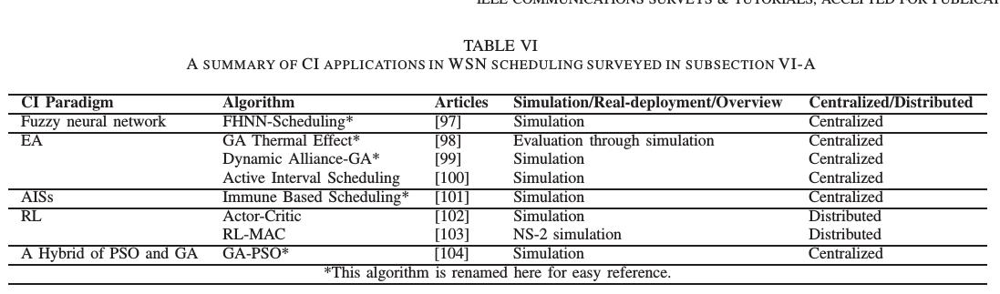 IEEE COMMUNICATIONS SURVEYS & TUTORIALS, ACCEPTED FOR
TABLE VI
A SUMMARY OF CI APPLICATIONS IN WSN SCHEDULING SURVEYED IN SUBSECTION VI-A
CI Paradigm Algorithm Articles Simulation/Real-deployment/Overview Centralized/Distributed
Fuzzy neural network FHNN-Scheduling* [97] Simulation Centralized
EA GA Thermal Effect* [98] Evaluation through simulation Centralized
Dynamic Alliance-GA* [99] Simulation Centralized
Active Interval Scheduling [100] Simulation Centralized
AISs Immune Based Scheduling* [101] Simulation Centralized
RL Actor-Critic [102] Simulation Distributed
RL-MAC [103] NS-2 simulation Distributed
A Hybrid of PSO and GA GA-PSO* [104] Simulation Centralized
*This algorithm is renamed here for easy reference.